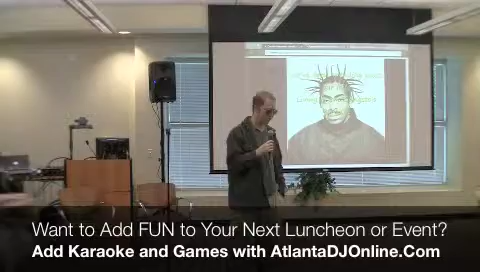 Want to Add FUN to Your Next Luncheon or Event?
Add Karaoke and Games with AtlantaDJOnline.Com